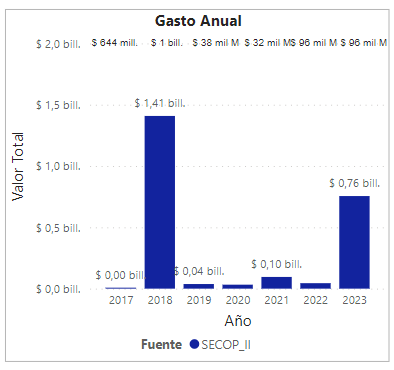 Gasto Anual
$ 2,0 bill.
$ 644 mill. $ 1 bill. $ 38 mil M $ 32 mil M$ 96 mil M $ 96 mil M
$ 1,5 bill.
$ 1,41 bill.
$ 1,0 bill.
$ 0,76 bill.
$ 0,5 bill.
$ 0,10 bill.
$ 0,00 bill $ 0,04 bill.
$ 0,0 bill.
Valor Total
2017 2018 2019 2020 2021 2022 2023
Año
Fuente SECOP_II